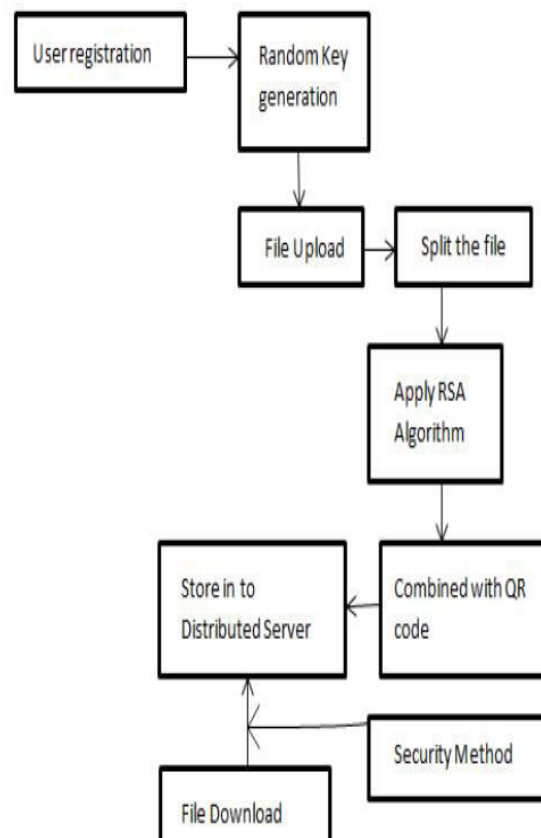 User registration
Random Key
generation
File Upload
Split the file
Apply RSA
Algorithm
Store in to
Distributed Server
Combined with QR
code
Security Method
File Download